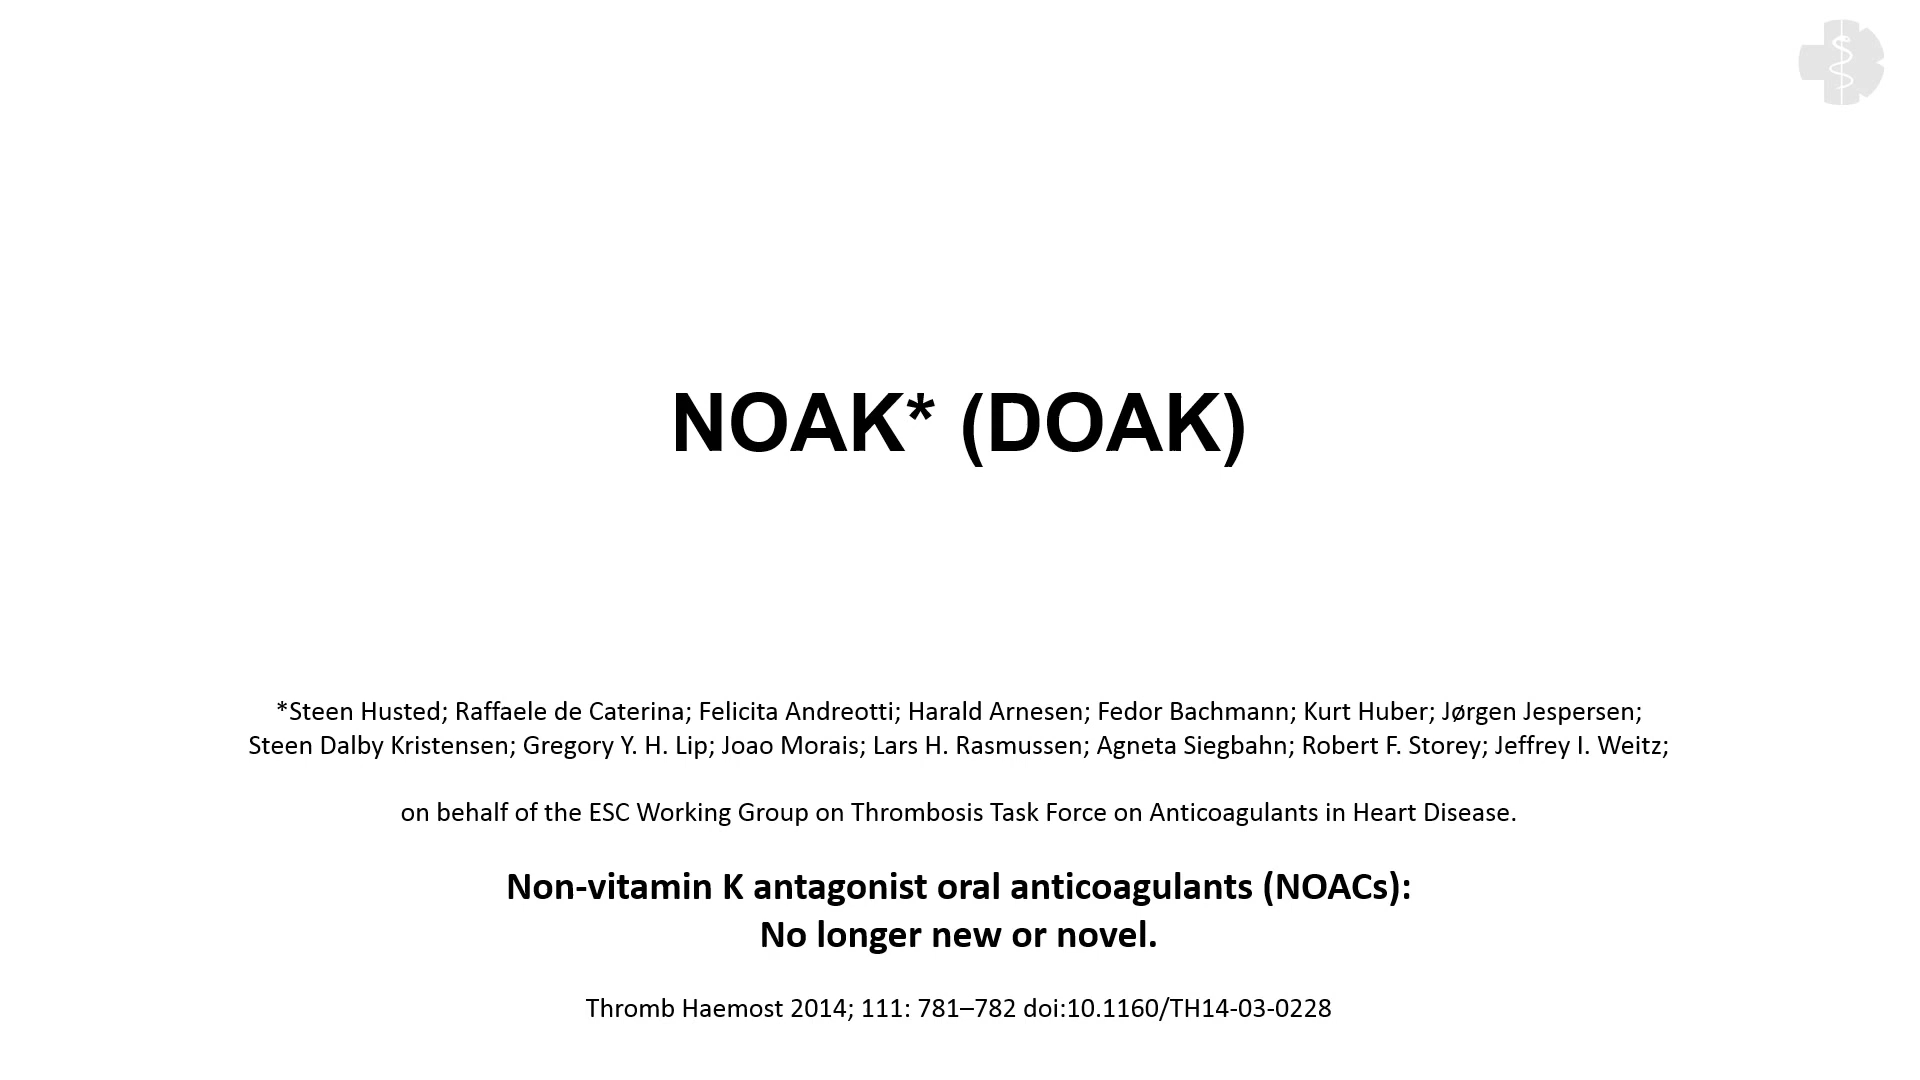 NOAK* (DOAK)
*Steen Husted; Raffaele de Caterina; Felicita Andreotti; Harald Arnesen; Fedor Bachmann; Kurt Huber; Jørgen Jespersen;
Steen Dalby Kristensen; Gregory Y. H. Lip; Joao Morais; Lars H. Rasmussen; Agneta Siegbahn; Robert F. Storey; Jeffrey I. Weitz;
on behalf of the ESC Working Group on Thrombosis Task Force on Anticoagulants in Heart Disease.
Non-vitamin K antagonist oral anticoagulants (NOACs):
No longer new or novel.
Thromb Haemost 2014; 111: 781–782 doi:10.1160/TH14-03-0228